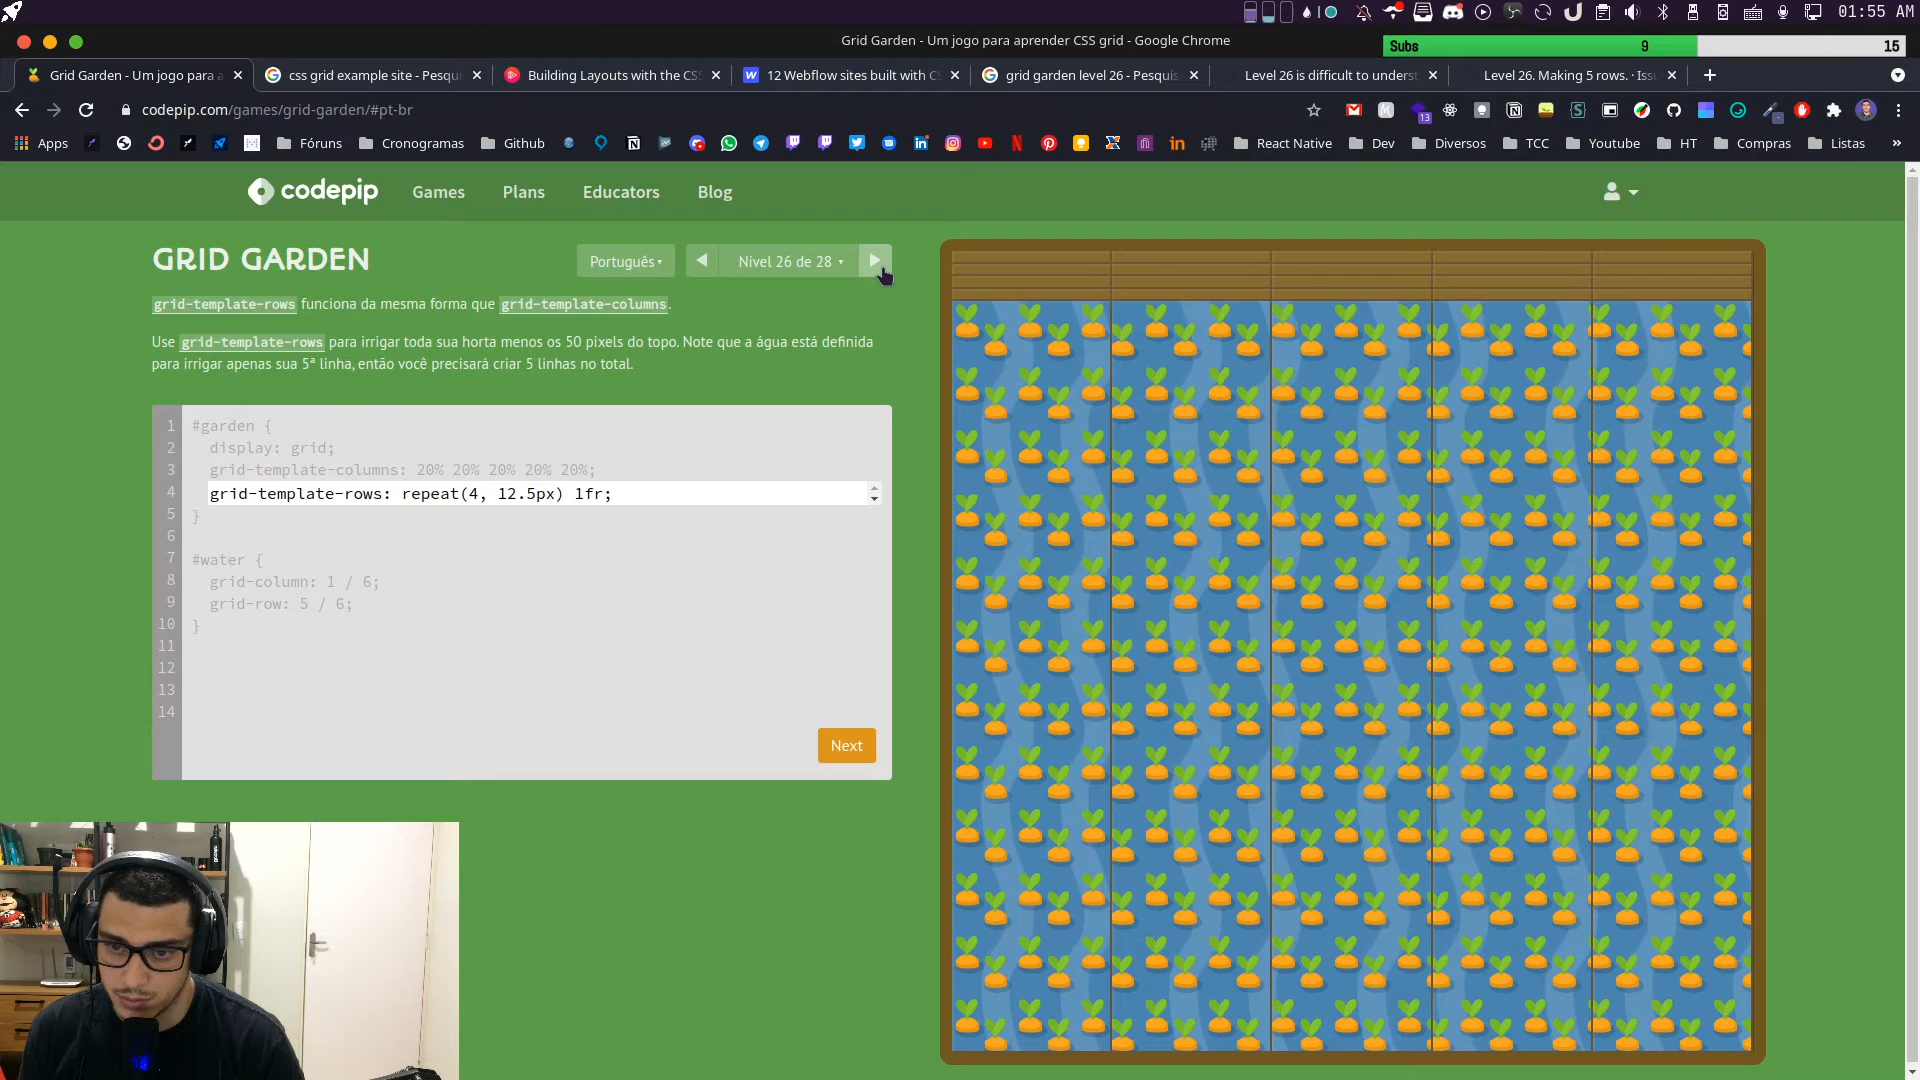 01:55 AM
Grid Garden - Um jogo para aprender CSS grid - Google Chrome
Subs 9 15
Grid Garden - Um jogo para a
css grid example site - Pesqu
Building Layouts with the CSS
12 Webflow sites built with CS
grid garden level 26 - Pesquis
Level 26 is difficult to underst
Level 26. Making 5 rows. · Iss
codepip.com/games/grid-garden/#pt-br
13
Apps
Fóruns
Cronogramas
Github
React Native
Dev
Diversos
TCC
Youtube
HT
Compras
Listas
codepip
Games
Plans
Educators
Blog
GRID GARDEN
Português
Nível 26 de 28
grid-template-rows funciona da mesma forma que grid-template-columns.
Use grid-template-rows para irrigar toda sua horta menos os 50 pixels do topo. Note que a água está definida
para irrigar apenas sua 5ª linha, então você precisará criar 5 linhas no total.
1 #garden {
2 display: grid;
3 grid-template-columns: 20% 20% 20% 20% 20%;
4 grid-template-rows: repeat(4, 12.5px) 1fr;
5 }
6
7 #water {
8 grid-column: 1 / 6;
9 grid-row: 5 / 6;
10 }
11
12
13
14
Next